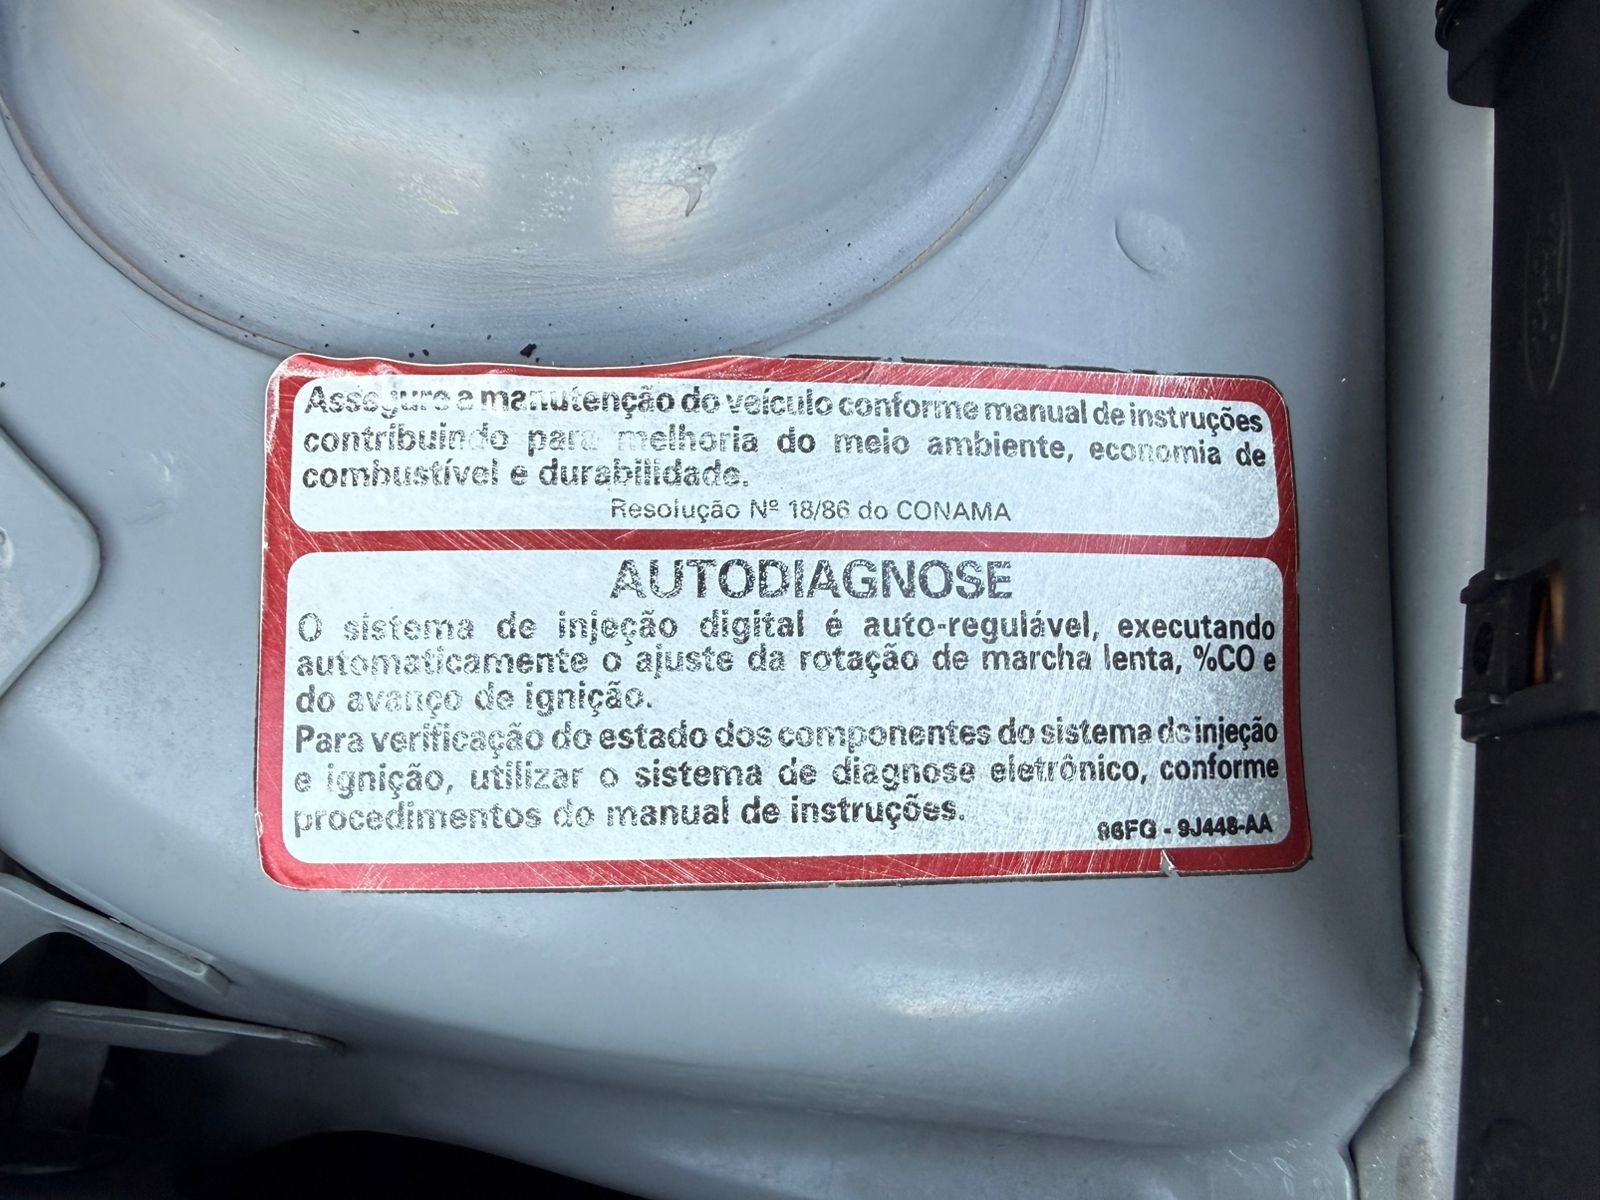 Assegure a manutenção do veículo conforme manual de instruções
contribuindo para melhoria do meio ambiente, economia de
combustível e durabilidade.
Resolução Nº 18/86 do CONAMA
AUTODIAGNOSE
O sistema de injeção digital é auto-regulável, executando
automaticamente o ajuste da rotação de marcha lenta, %CO e
do avanço de ignição.
Para verificação do estado dos componentes do sistema de injeção
e ignição, utilizar o sistema de diagnose eletrônico, conforme
procedimentos do manual de instruções.
96FG - 9J448-AA